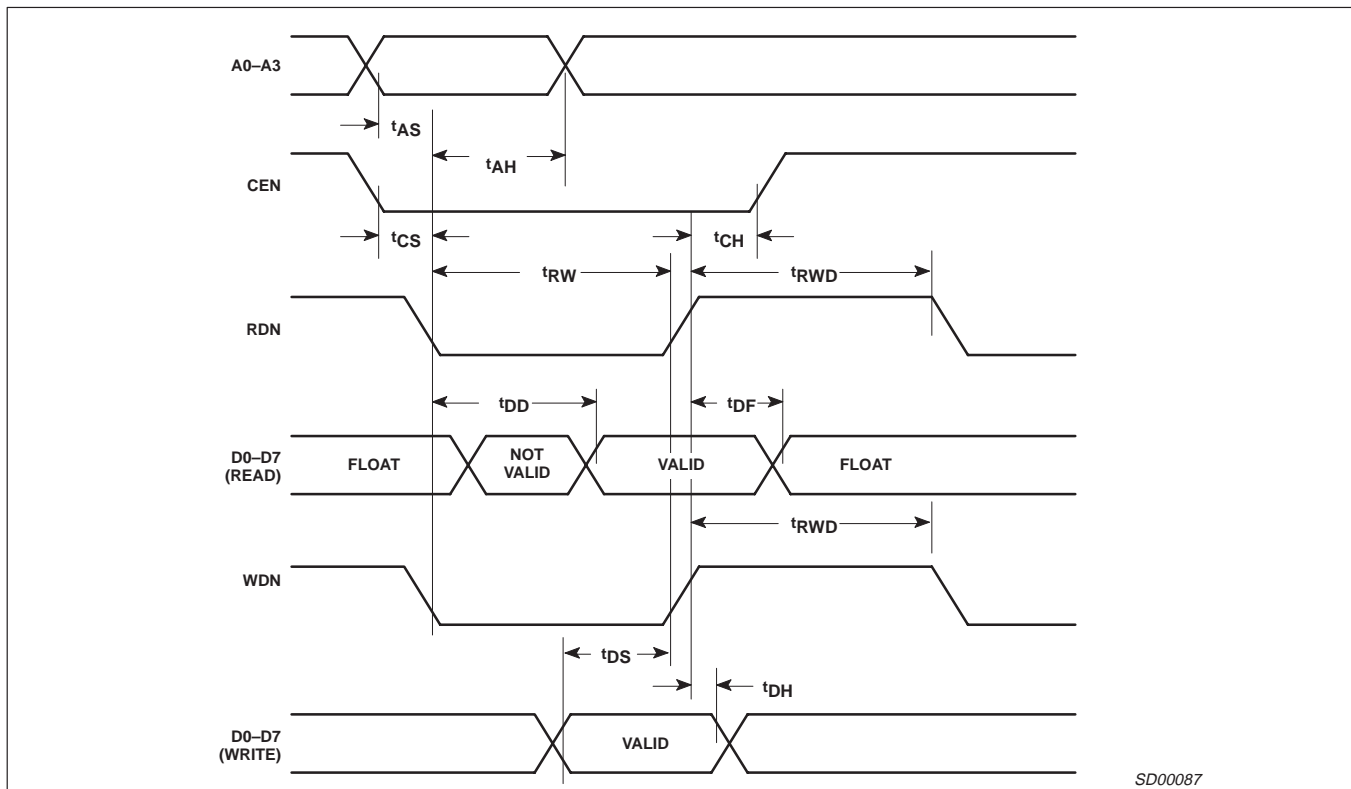 A0–A3
tAS
tAH
CEN
tCS
tCH
tRW
tRWD
RDN
tDD
tDF
D0–D7
(READ)
FLOAT
NOT
VALID
VALID
FLOAT
tRWD
WDN
tDS
tDH
D0–D7
(WRITE)
VALID
SD00087